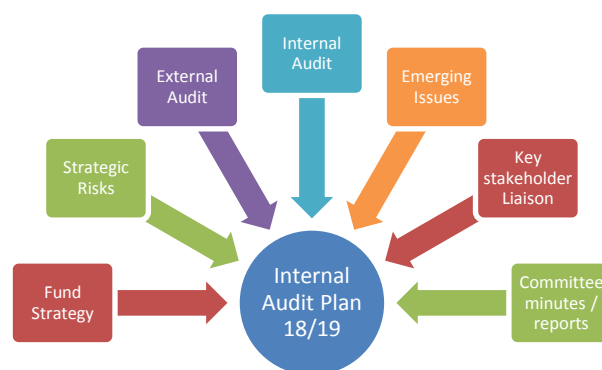 Internal
Audit
External
Audit
Emerging
Issues
Strategic
Risks
Key
stakeholder
Liaison
Fund
Strategy
Internal
Audit Plan
18/19
Committee
minutes /
reports